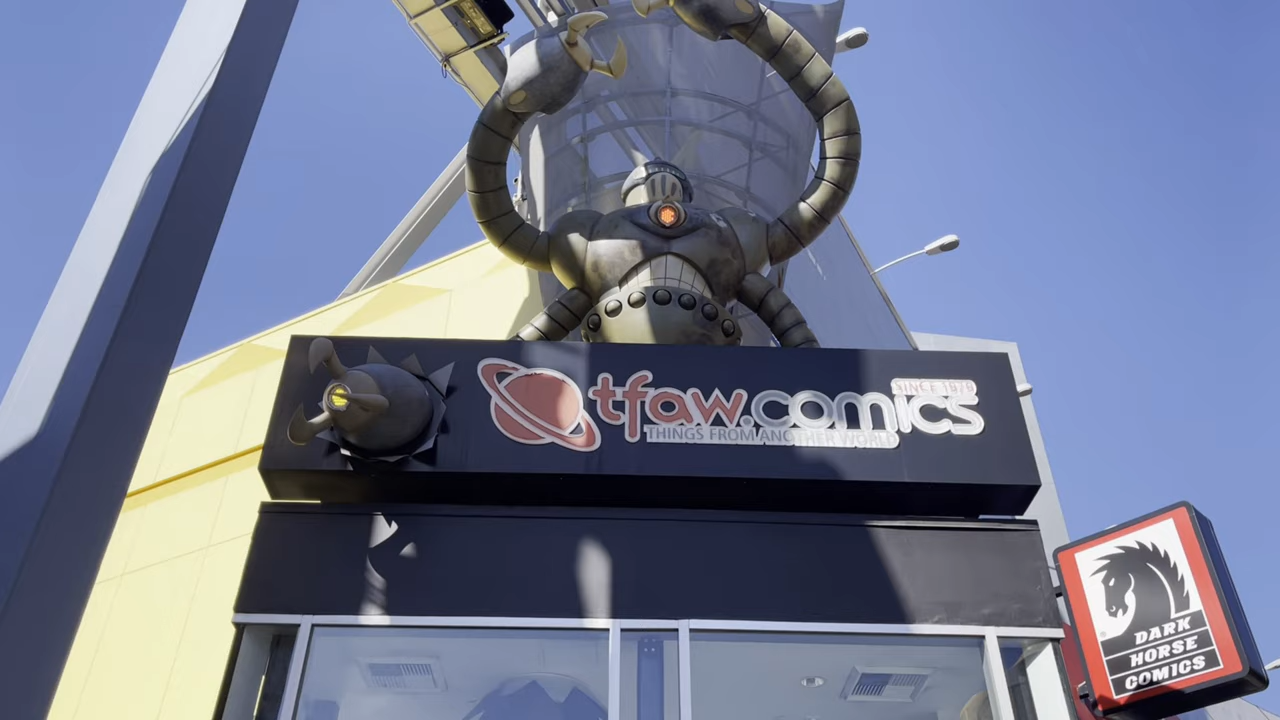 SINCE 1979
tfaw.comics
THINGS FROM ANOTHER WORLD
DARK
HORSE
COMICS